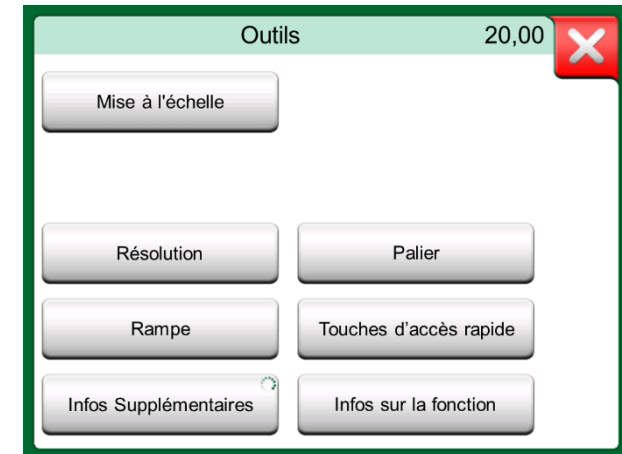 Outils 20,00
Mise à l'échelle
Résolution Palier
Rampe Touches d’accès rapide
Infos Supplémentaires Infos sur la fonction